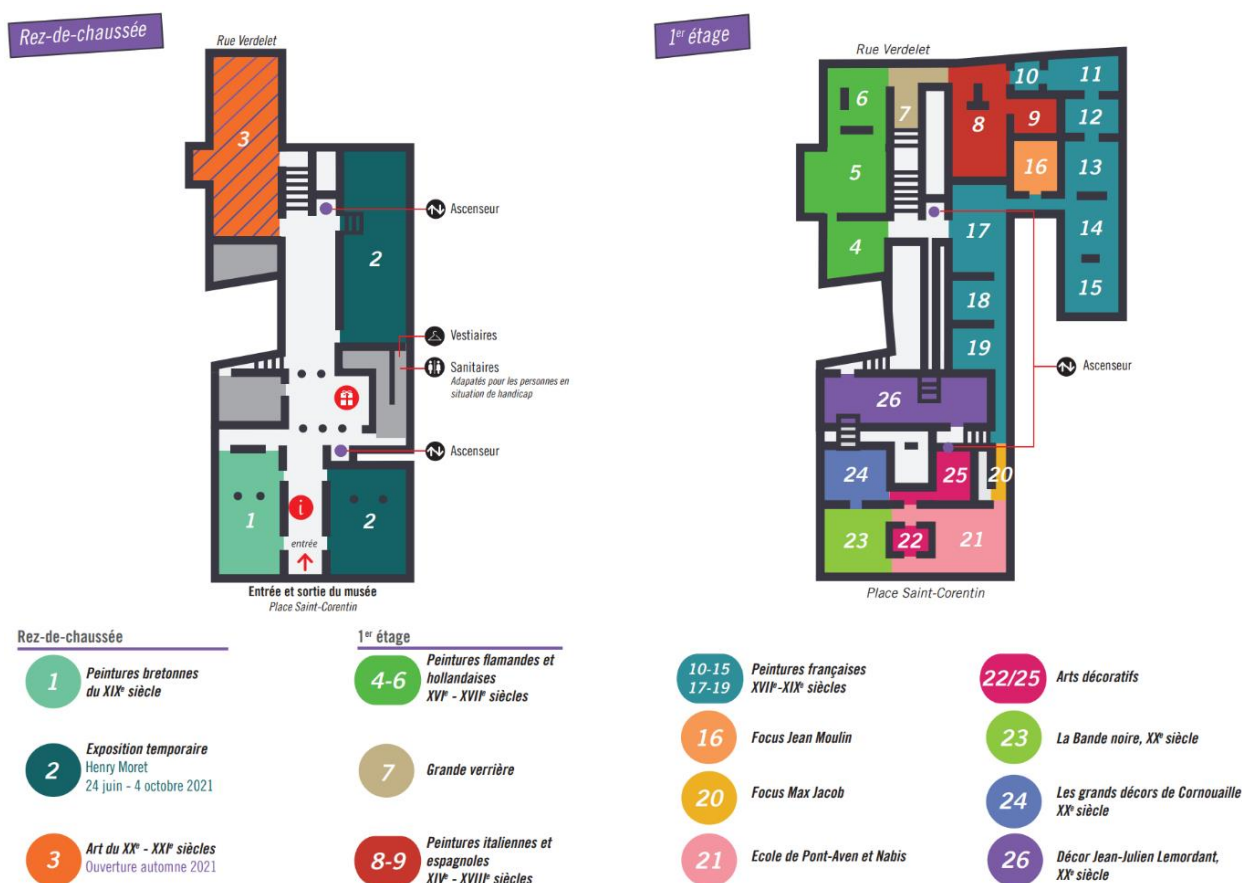 Rez-de-chaussée
Rue Verdelet
3
Ascenseur
2
Vestiaires
Sanitaires
Adapatés pour les personnes en
situation de handicap
Ascenseur
1
i
2
entrée
Entrée et sortie du musée
Place Saint-Corentin
1er étage
Rue Verdelet
6
7
8
10
11
9
12
5
16
13
4
17
14
18
15
19
Ascenseur
26
24
25
20
23
22
21
Place Saint-Corentin
Rez-de-chaussée
1
Peintures bretonnes
du XIXe siècle
2
Exposition temporaire
Henry Moret
24 juin - 4 octobre 2021
3
Art du XXe - XXIe siècles
Ouverture automne 2021
1er étage
4-6
Peintures flamandes et
hollandaises
XVIe - XVIIe siècles
7
Grande verrière
8-9
Peintures italiennes et
espagnoles
XIVe - XVIIIe siècles
10-15
17-19
Peintures françaises
XVIIe-XIXe siècles
16
Focus Jean Moulin
20
Focus Max Jacob
21
Ecole de Pont-Aven et Nabis
22/25
Arts décoratifs
23
La Bande noire, XXe siècle
24
Les grands décors de Cornouaille
XXe siècle
26
Décor Jean-Julien Lemordant,
XXe siècle